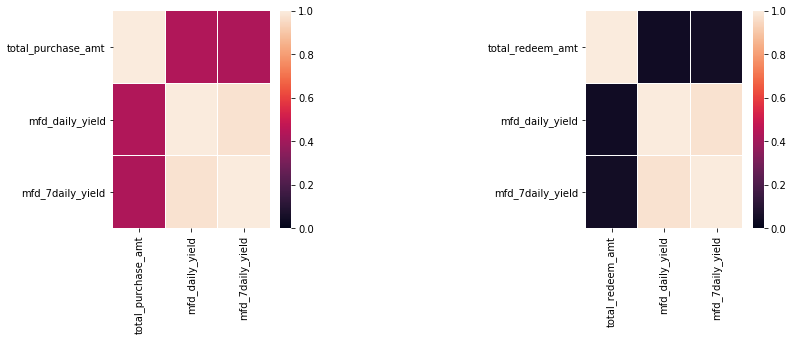 total_purchase_amt
mfd_daily_yield
mfd_7daily_yield
total_purchase_amt
mfd_daily_yield
mfd_7daily_yield
1.0
0.8
0.6
0.4
0.2
0.0
total_redeem_amt
mfd_daily_yield
mfd_7daily_yield
total_redeem_amt
mfd_daily_yield
mfd_7daily_yield
1.0
0.8
0.6
0.4
0.2
0.0